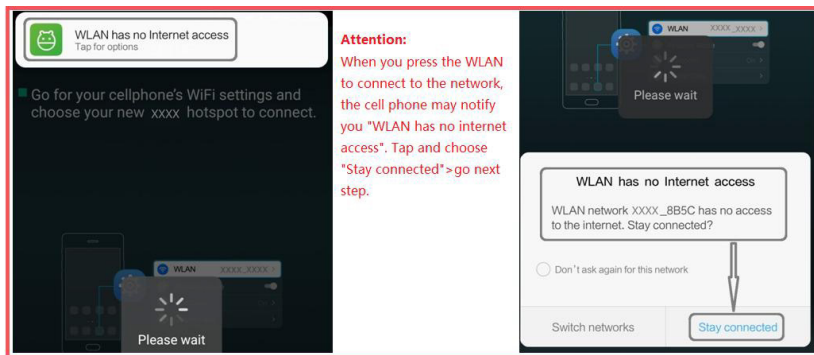 WLAN has no Internet access
Tap for options
Go for your cellphone's WiFi settings and
choose your new xxxx hotspot to connect.
WLAN XXXX_XXXX >
Please wait
Attention:
When you press the WLAN
to connect to the network,
the cell phone may notify
you "WLAN has no internet
access". Tap and choose
"Stay connected">go next
step.
WLAN XXXX_XXXX >
Please wait
WLAN has no Internet access
WLAN network XXXX_8B5C has no access
to the internet. Stay connected?
Don't ask again for this network
Switch networks
Stay connected